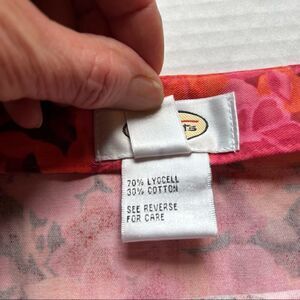 70% LYOCELL
30% COTTON
SEE REVERSE
FOR CARE